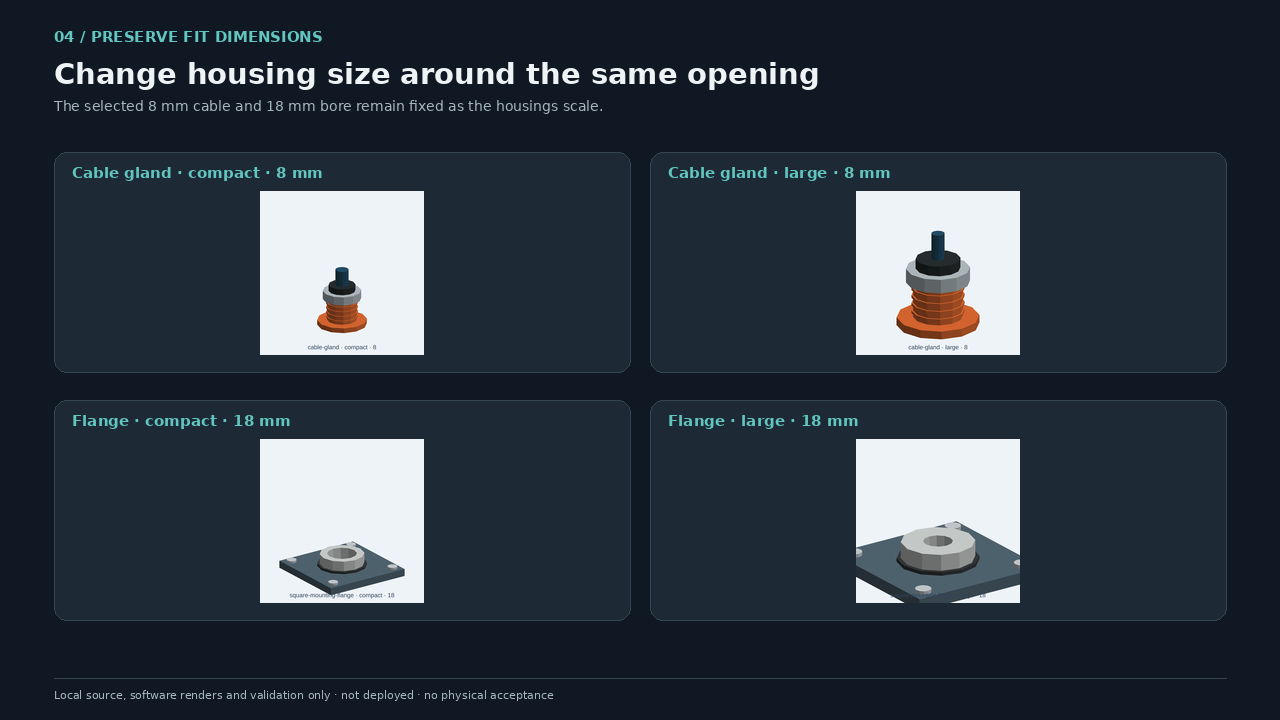 04 / PRESERVE FIT DIMENSIONS
Change housing size around the same opening
The selected 8 mm cable and 18 mm bore remain fixed as the housings scale.
Cable gland · compact · 8 mm
cable-gland · compact · 8
Cable gland · large · 8 mm
cable-gland · large · 8
Flange · compact · 18 mm
square-mounting-flange · compact · 18
Flange · large · 18 mm
18
Local source, software renders and validation only · not deployed · no physical acceptance